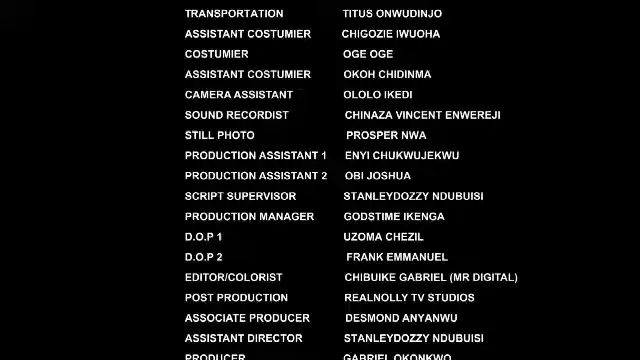 TRANSPORTATION TITUS ONWUDINJO
ASSISTANT COSTUMIER CHIGOZIE IWUOHA
COSTUMIER OGE OGE
ASSISTANT COSTUMIER OKOH CHIDINMA
CAMERA ASSISTANT OLOLO IKEDI
SOUND RECORDIST CHINAZA VINCENT ENWEREJI
STILL PHOTO PROSPER NWA
PRODUCTION ASSISTANT 1 ENYI CHUKWUJEKWU
PRODUCTION ASSISTANT 2 OBI JOSHUA
SCRIPT SUPERVISOR STANLEYDOZZY NDUBUISI
PRODUCTION MANAGER GODSTIME IKENGA
D.O.P 1 UZOMA CHEZIL
D.O.P 2 FRANK EMMANUEL
EDITOR/COLORIST CHIBUIKE GABRIEL (MR DIGITAL)
POST PRODUCTION REALNOLLY TV STUDIOS
ASSOCIATE PRODUCER DESMOND ANYANWU
ASSISTANT DIRECTOR STANLEYDOZZY NDUBUISI
PRODUCER GABRIEL OKONKWO